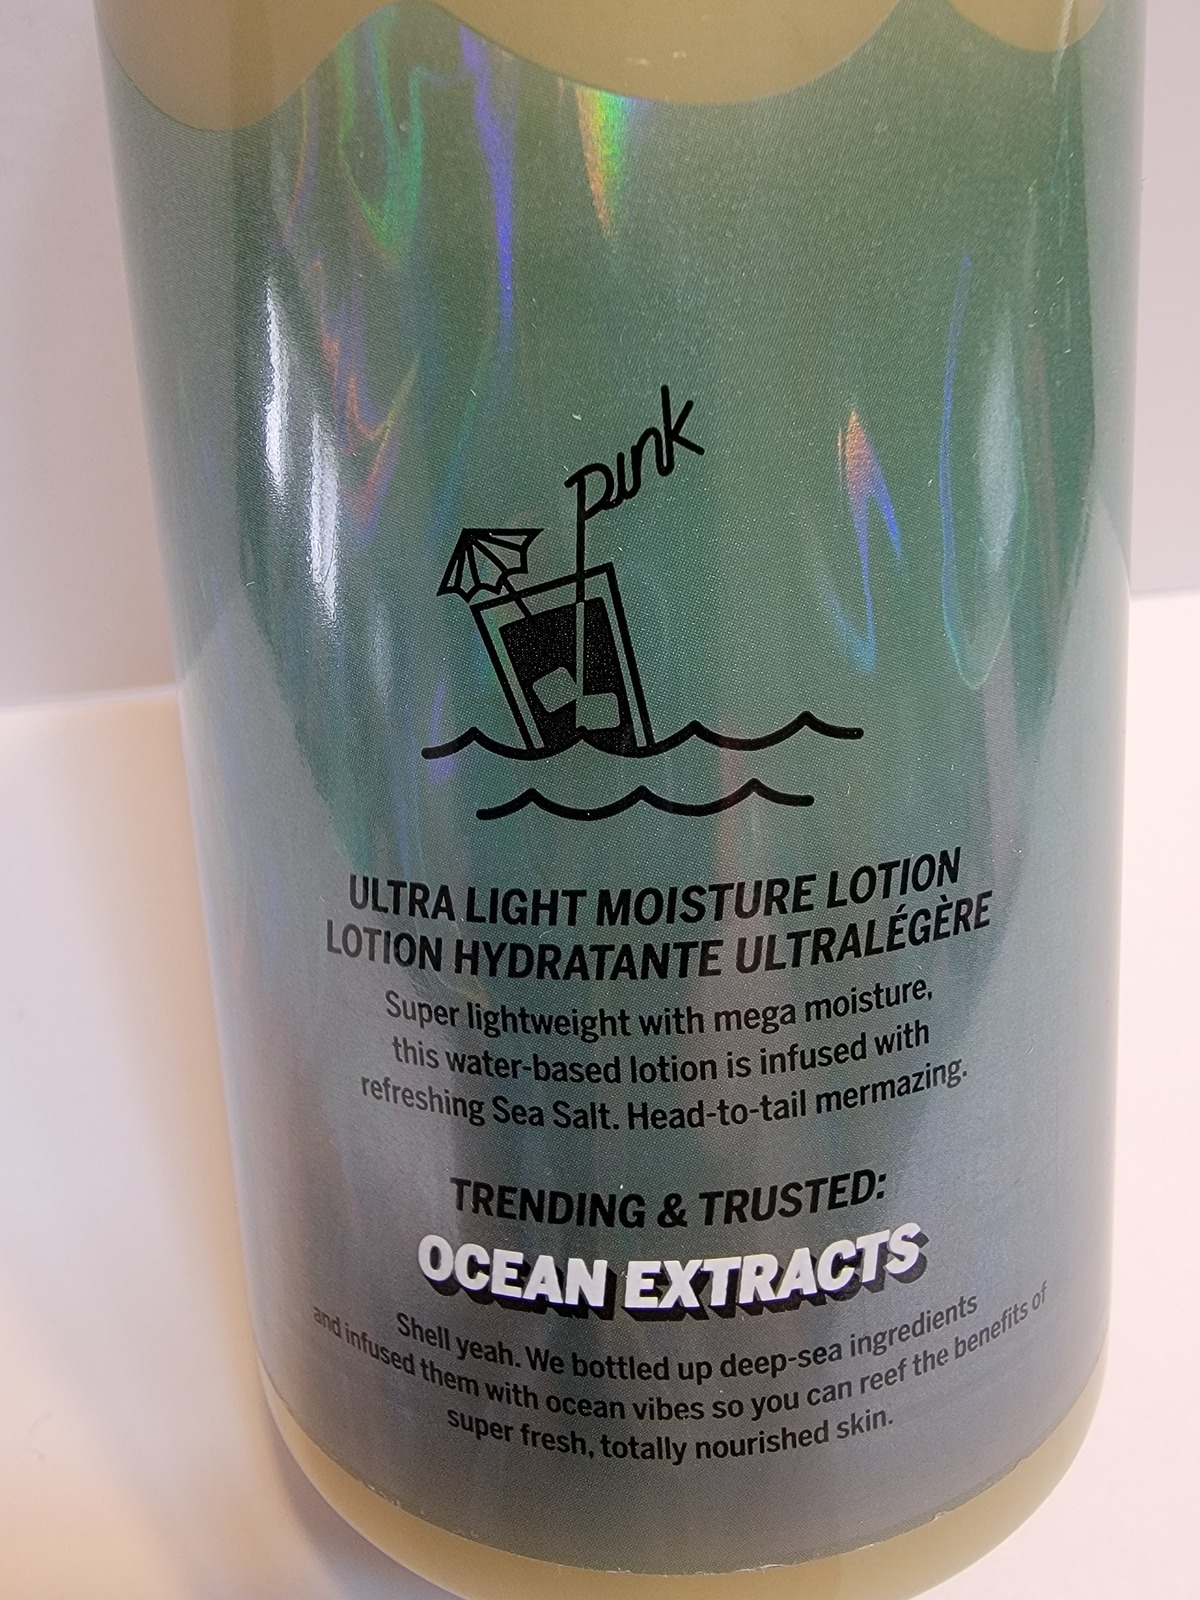 pink
ULTRA LIGHT MOISTURE LOTION
LOTION HYDRATANTE ULTRALÉGÈRE
Super lightweight with mega moisture,
this water-based lotion is infused with
refreshing Sea Salt. Head-to-tail mermazing.
TRENDING & TRUSTED:
OCEAN EXTRACTS
Shell yeah. We bottled up deep-sea ingredients
and infused them with ocean vibes so you can reef the benefits of
super fresh, totally nourished skin.